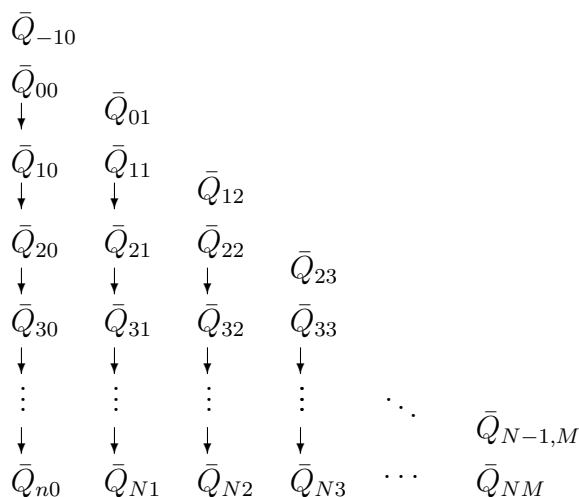 Q̄₋₁₀
Q̄₀₀
Q̄₀₁
Q̄₁₀ Q̄₁₁
Q̄₁₂
Q̄₂₀ Q̄₂₁ Q̄₂₂
Q̄₂₃
Q̄₃₀ Q̄₃₁ Q̄₃₂ Q̄₃₃
⋮ ⋮ ⋮ ⋮ ⋱
Q̄_{N−1,M}
Q̄_{n0} Q̄_{N1} Q̄_{N2} Q̄_{N3} ⋯ Q̄_{NM}